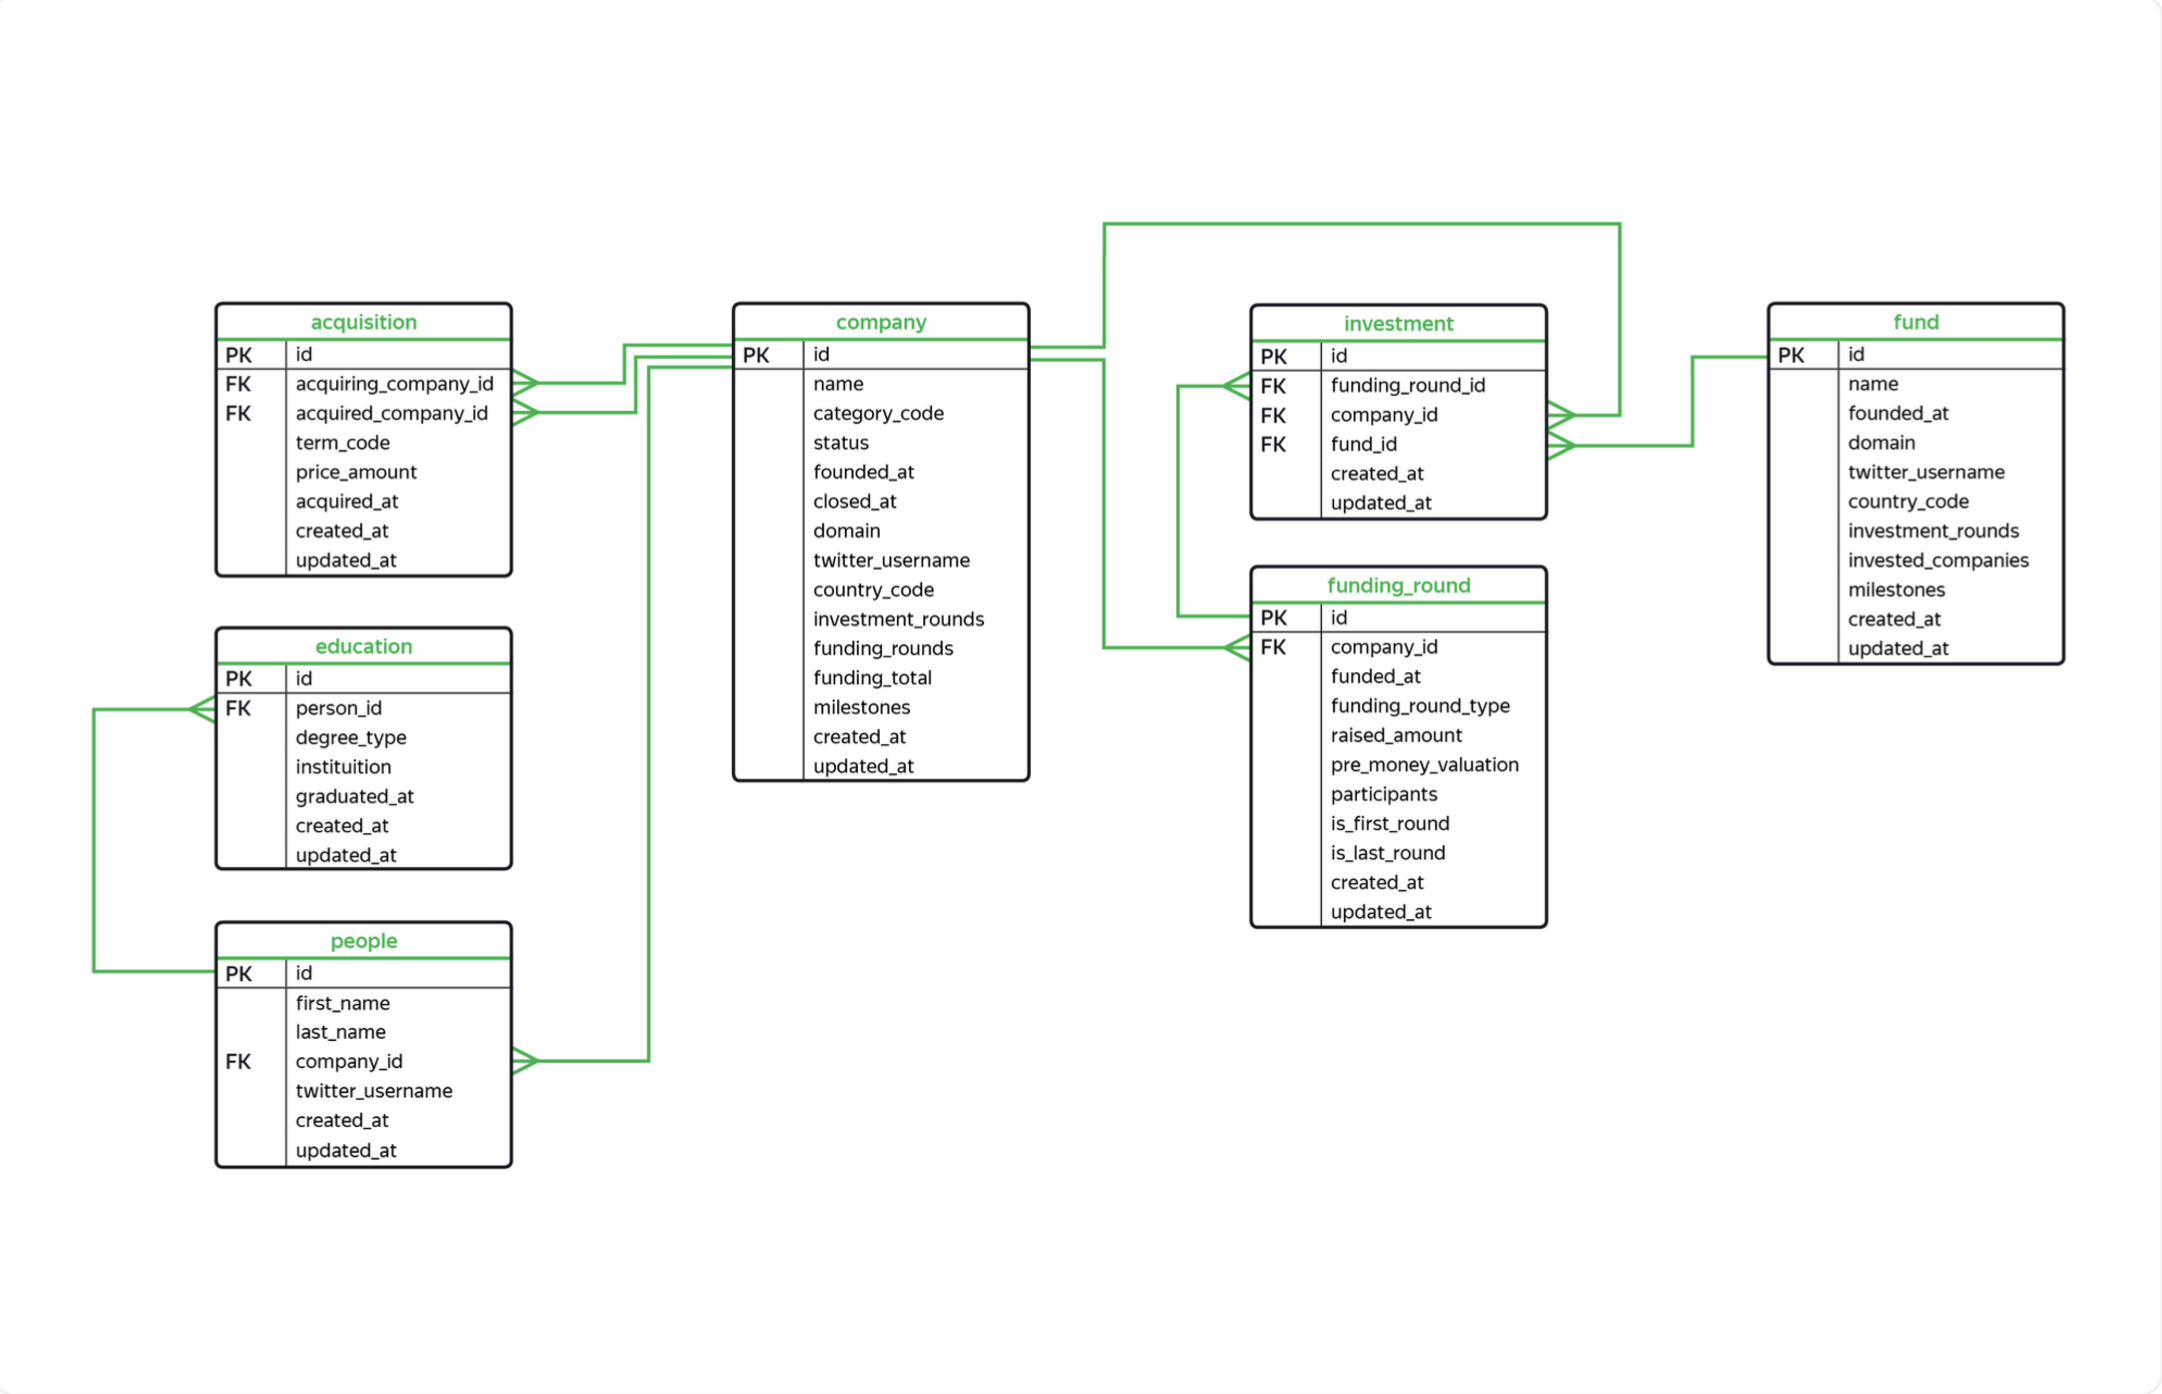 acquisition
PK id
FK acquiring_company_id
FK acquired_company_id
term_code
price_amount
acquired_at
created_at
updated_at
education
PK id
FK person_id
degree_type
instituition
graduated_at
created_at
updated_at
people
PK id
first_name
last_name
FK company_id
twitter_username
created_at
updated_at
company
PK id
name
category_code
status
founded_at
closed_at
domain
twitter_username
country_code
investment_rounds
funding_rounds
funding_total
milestones
created_at
updated_at
investment
PK id
FK funding_round_id
FK company_id
FK fund_id
created_at
updated_at
funding_round
PK id
FK company_id
funded_at
funding_round_type
raised_amount
pre_money_valuation
participants
is_first_round
is_last_round
created_at
updated_at
fund
PK id
name
founded_at
domain
twitter_username
country_code
investment_rounds
invested_companies
milestones
created_at
updated_at